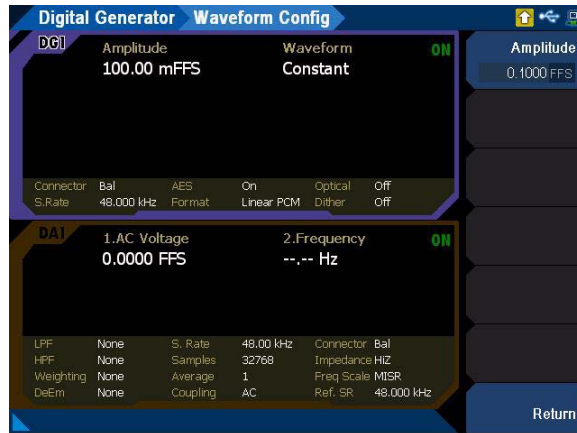 Digital Generator Waveform Config
DG1 Amplitude Waveform ON
100.00 mFFS Constant
Connector Bal AES On Optical Off
S.Rate 48.000 kHz Format Linear PCM Dither Off
DA1 1.AC Voltage 2.Frequency ON
0.0000 FFS --.-- Hz
LPF None S. Rate 48.00 kHz Connector Bal
HPF None Samples 32768 Impedance HiZ
Weighting None Average 1 Freq Scale MISR
DeEm None Coupling AC Ref. SR 48.000 kHz
Amplitude
0.1000 FFS
Return